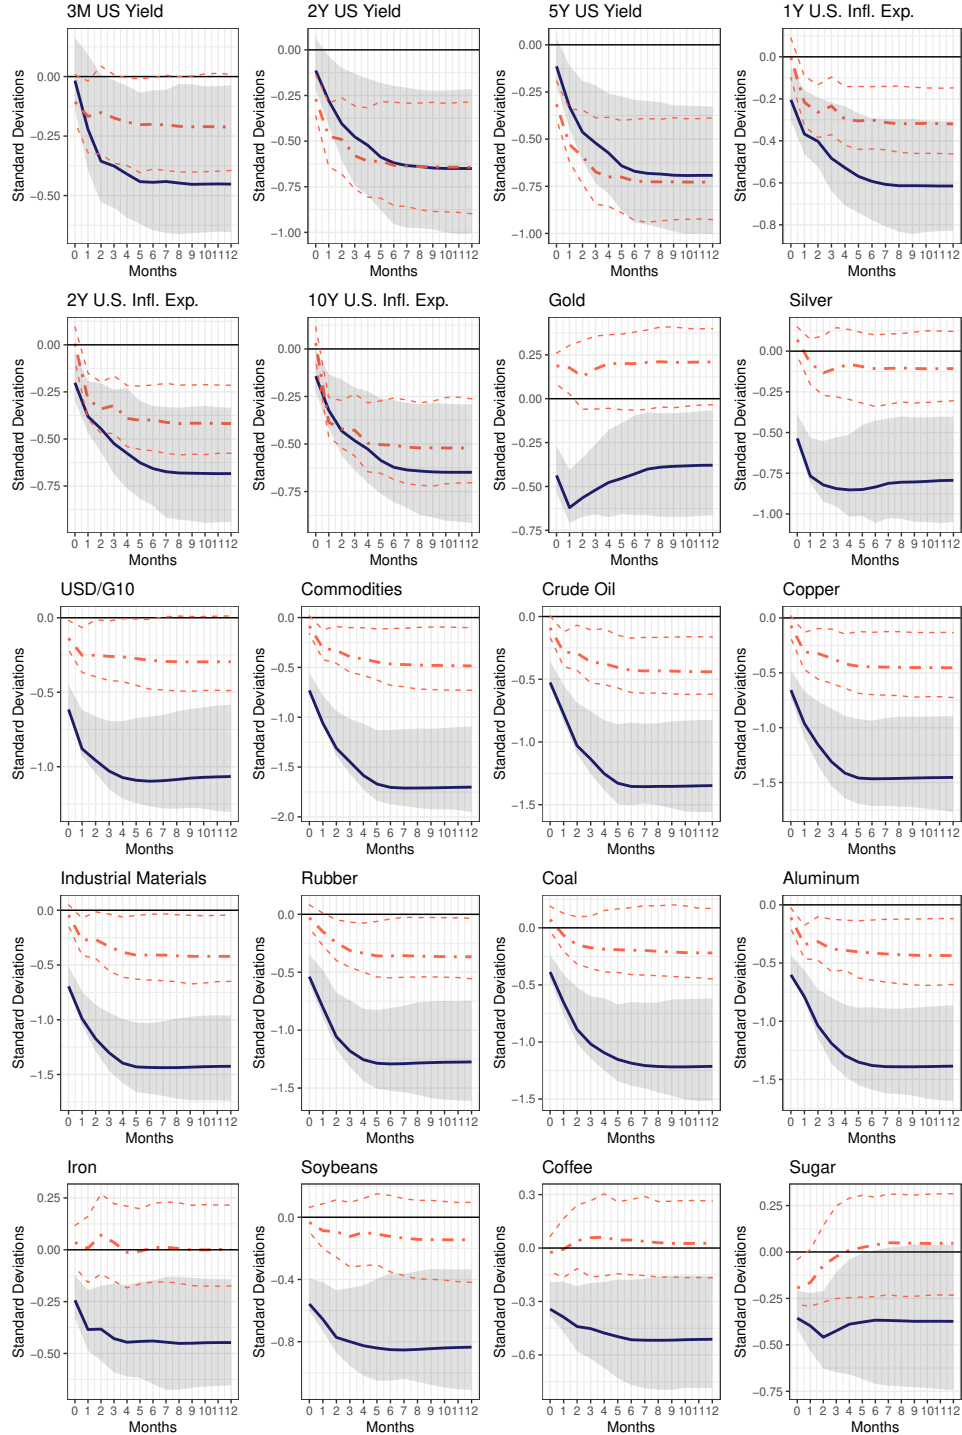 3M US Yield
2Y US Yield
5Y US Yield
1Y U.S. Infl. Exp.
Standard Deviations
0.00
−0.25
−0.50
0 1 2 3 4 5 6 7 8 9 101112
Months
Standard Deviations
0.00
−0.25
−0.50
−0.75
−1.00
0 1 2 3 4 5 6 7 8 9 101112
Months
Standard Deviations
0.00
−0.25
−0.50
−0.75
−1.00
0 1 2 3 4 5 6 7 8 9 101112
Months
Standard Deviations
0.0
−0.2
−0.4
−0.6
−0.8
0 1 2 3 4 5 6 7 8 9 101112
Months
2Y U.S. Infl. Exp.
10Y U.S. Infl. Exp.
Gold
Silver
Standard Deviations
0.00
−0.25
−0.50
−0.75
0 1 2 3 4 5 6 7 8 9 101112
Months
Standard Deviations
0.00
−0.25
−0.50
−0.75
0 1 2 3 4 5 6 7 8 9 101112
Months
Standard Deviations
0.25
0.00
−0.25
−0.50
−0.75
0 1 2 3 4 5 6 7 8 9 101112
Months
Standard Deviations
0.00
−0.25
−0.50
−0.75
−1.00
0 1 2 3 4 5 6 7 8 9 101112
Months
USD/G10
Commodities
Crude Oil
Copper
Standard Deviations
0.0
−0.5
−1.0
0 1 2 3 4 5 6 7 8 9 101112
Months
Standard Deviations
0.0
−0.5
−1.0
−1.5
−2.0
0 1 2 3 4 5 6 7 8 9 101112
Months
Standard Deviations
0.0
−0.5
−1.0
−1.5
0 1 2 3 4 5 6 7 8 9 101112
Months
Standard Deviations
0.0
−0.5
−1.0
−1.5
0 1 2 3 4 5 6 7 8 9 101112
Months
Industrial Materials
Rubber
Coal
Aluminum
Standard Deviations
0.0
−0.5
−1.0
−1.5
0 1 2 3 4 5 6 7 8 9 101112
Months
Standard Deviations
0.0
−0.5
−1.0
−1.5
0 1 2 3 4 5 6 7 8 9 101112
Months
Standard Deviations
0.0
−0.5
−1.0
−1.5
0 1 2 3 4 5 6 7 8 9 101112
Months
Standard Deviations
0.0
−0.5
−1.0
−1.5
0 1 2 3 4 5 6 7 8 9 101112
Months
Iron
Soybeans
Coffee
Sugar
Standard Deviations
0.25
0.00
−0.25
−0.50
0 1 2 3 4 5 6 7 8 9 101112
Months
Standard Deviations
0.0
−0.4
−0.8
0 1 2 3 4 5 6 7 8 9 101112
Months
Standard Deviations
0.3
0.0
−0.3
−0.6
0 1 2 3 4 5 6 7 8 9 101112
Months
Standard Deviations
0.25
0.00
−0.25
−0.50
−0.75
0 1 2 3 4 5 6 7 8 9 101112
Months